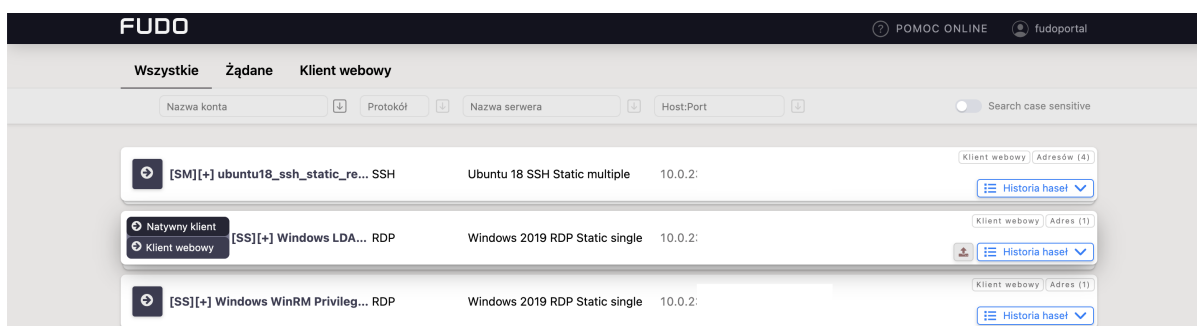 FUDO
POMOC ONLINE fudoportal
Wszystkie Żądane Klient webowy
Nazwa konta Protokół Nazwa serwera Host:Port Search case sensitive
Klient webowy Adresów (4)
[SM][+] ubuntu18_ssh_static_re... SSH Ubuntu 18 SSH Static multiple 10.0.2:
Historia haseł
Klient webowy Adres (1)
Natywny klient
[SS][+] Windows LDA... RDP Windows 2019 RDP Static single 10.0.2:
Klient webowy
Historia haseł
Klient webowy Adres (1)
[SS][+] Windows WinRM Privileg... RDP Windows 2019 RDP Static single 10.0.2:
Historia haseł